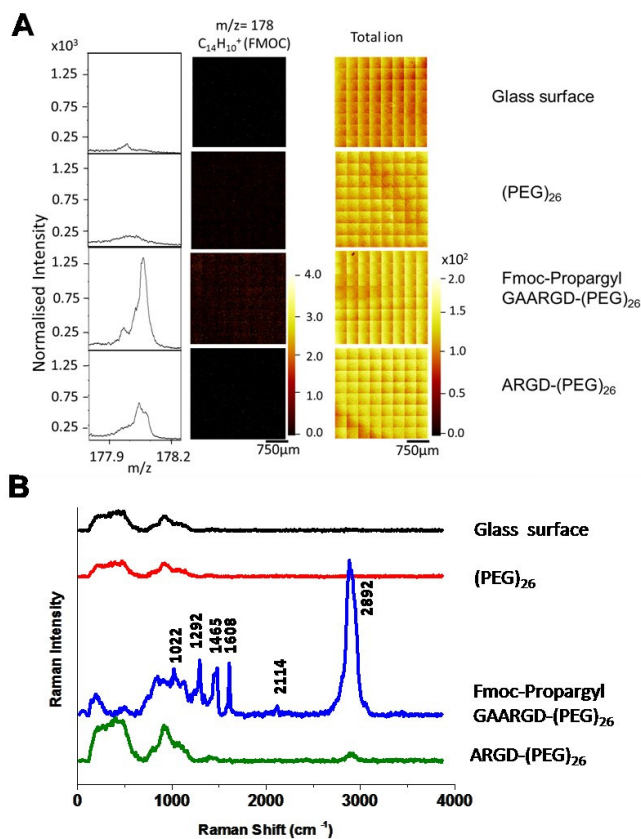 A
m/z= 178
C₁₄H₁₀⁺ (FMOC)
Total ion
x10³
1.25
0.75
0.25
Glass surface
1.25
0.75
0.25
(PEG)₂₆
1.25
0.75
0.25
4.0
3.0
2.0
1.0
0.0
x10²
2.0
1.5
1.0
0.5
0.0
Fmoc-Propargyl
GAARGD-(PEG)₂₆
1.25
0.75
0.25
ARGD-(PEG)₂₆
Normalised Intensity
177.9
178.2
m/z
750µm
750µm
B
Glass surface
(PEG)₂₆
1022
1292
1465
1608
2114
2892
Fmoc-Propargyl
GAARGD-(PEG)₂₆
ARGD-(PEG)₂₆
Raman Intensity
0
1000
2000
3000
4000
Raman Shift (cm ⁻¹)